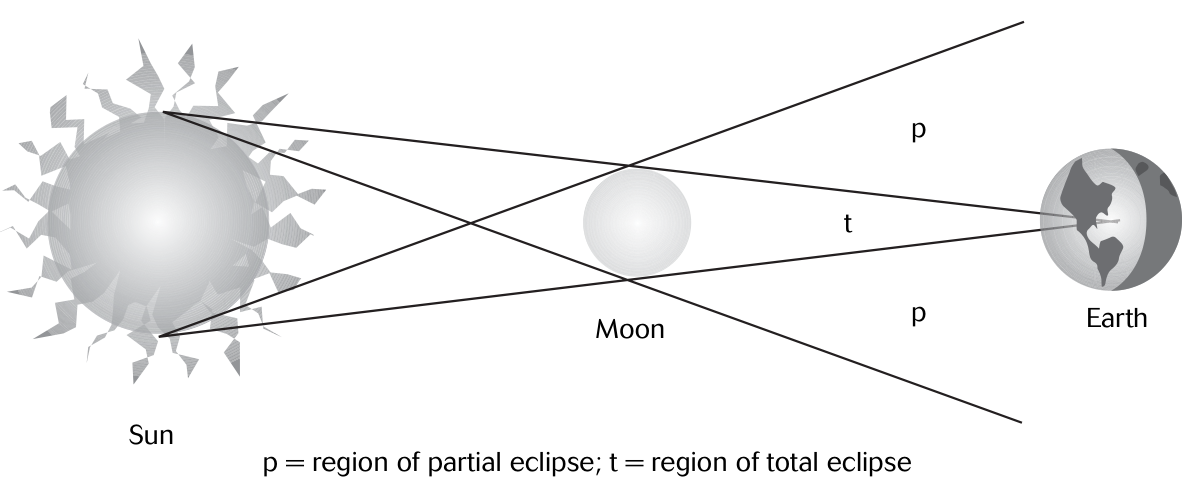 p
t
p
Earth
Moon
Sun
p = region of partial eclipse; t = region of total eclipse